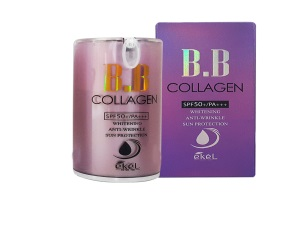 B.B
COLLAGEN
SPF50+/PA+++
WHITENING
ANTI-WRINKLE
SUN PROTECTION
ekeL
B.B
COLLAGEN
SPF50+/PA+++
WHITENING
ANTI-WRINKLE
SUN PROTECTION
ekeL